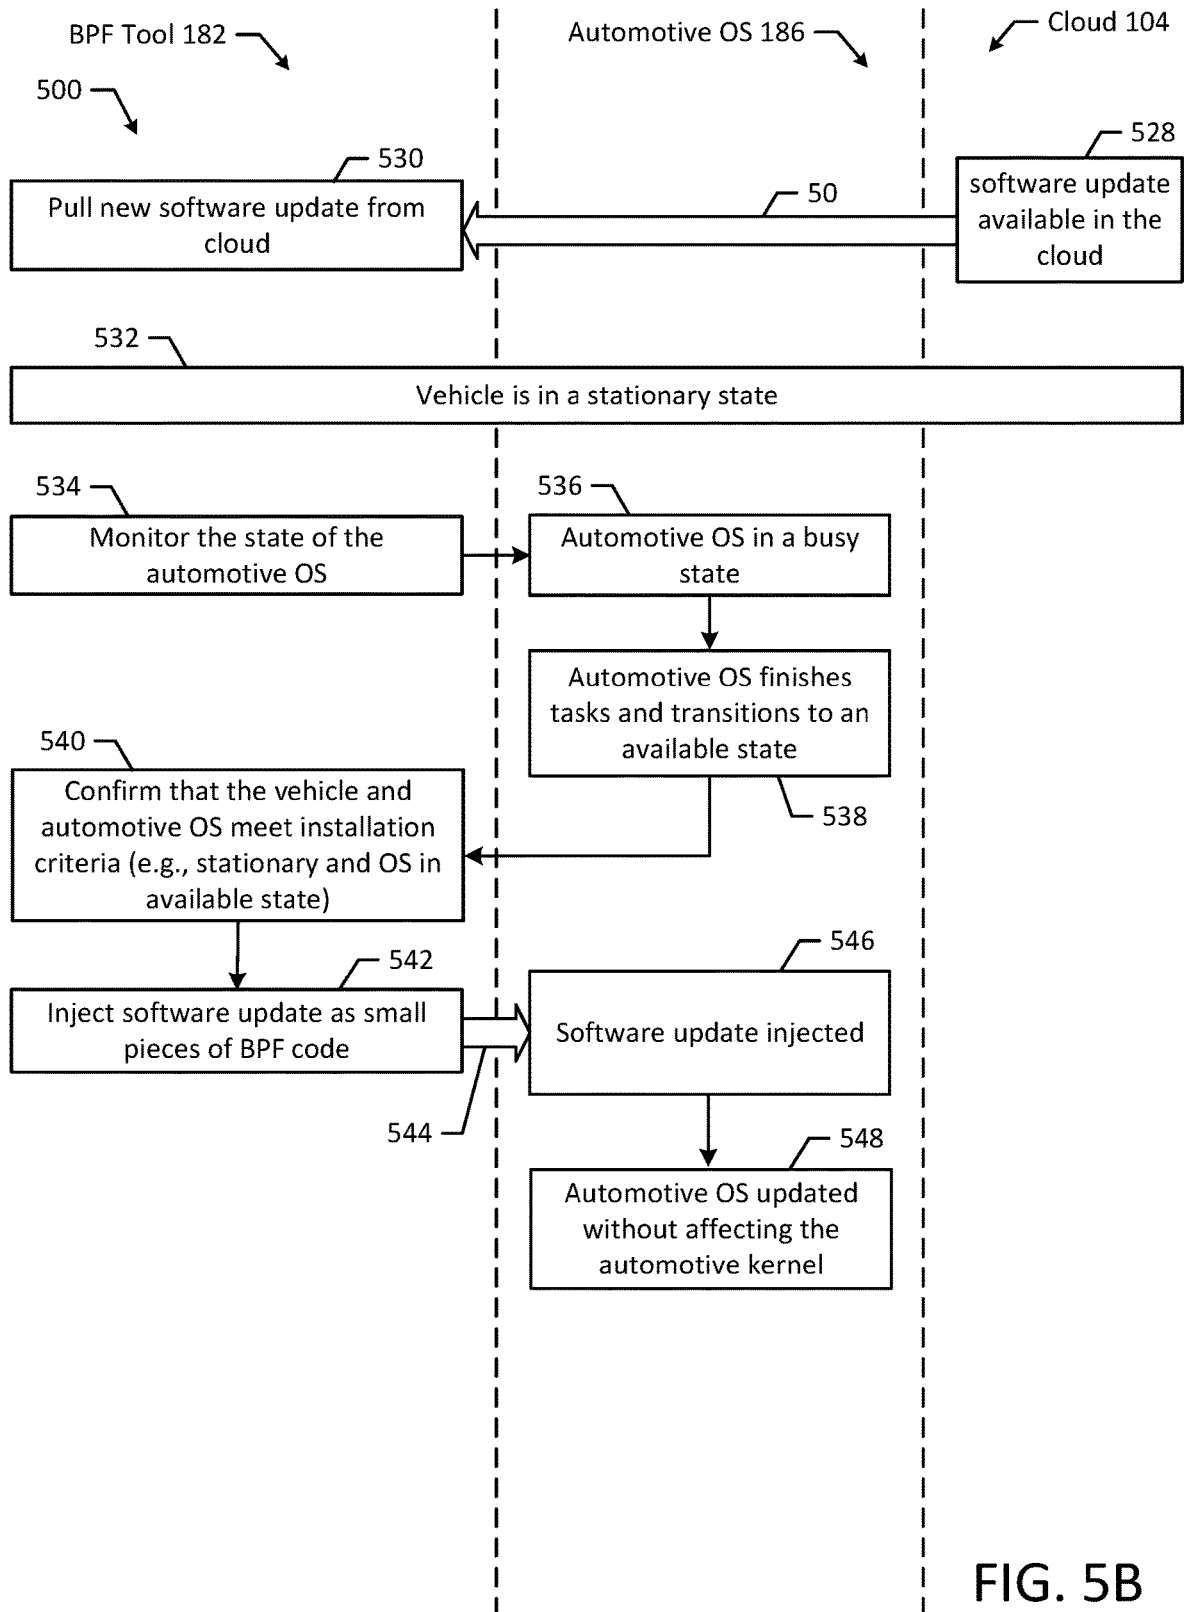 BPF Tool 182
Automotive OS 186
Cloud 104
500
530
50
528
Pull new software update from
cloud
software update
available in the
cloud
532
Vehicle is in a stationary state
534
536
Monitor the state of the
automotive OS
Automotive OS in a busy
state
Automotive OS finishes
tasks and transitions to an
available state
540
538
Confirm that the vehicle and
automotive OS meet installation
criteria (e.g., stationary and OS in
available state)
542
546
Inject software update as small
pieces of BPF code
Software update injected
544
548
Automotive OS updated
without affecting the
automotive kernel
FIG. 5B